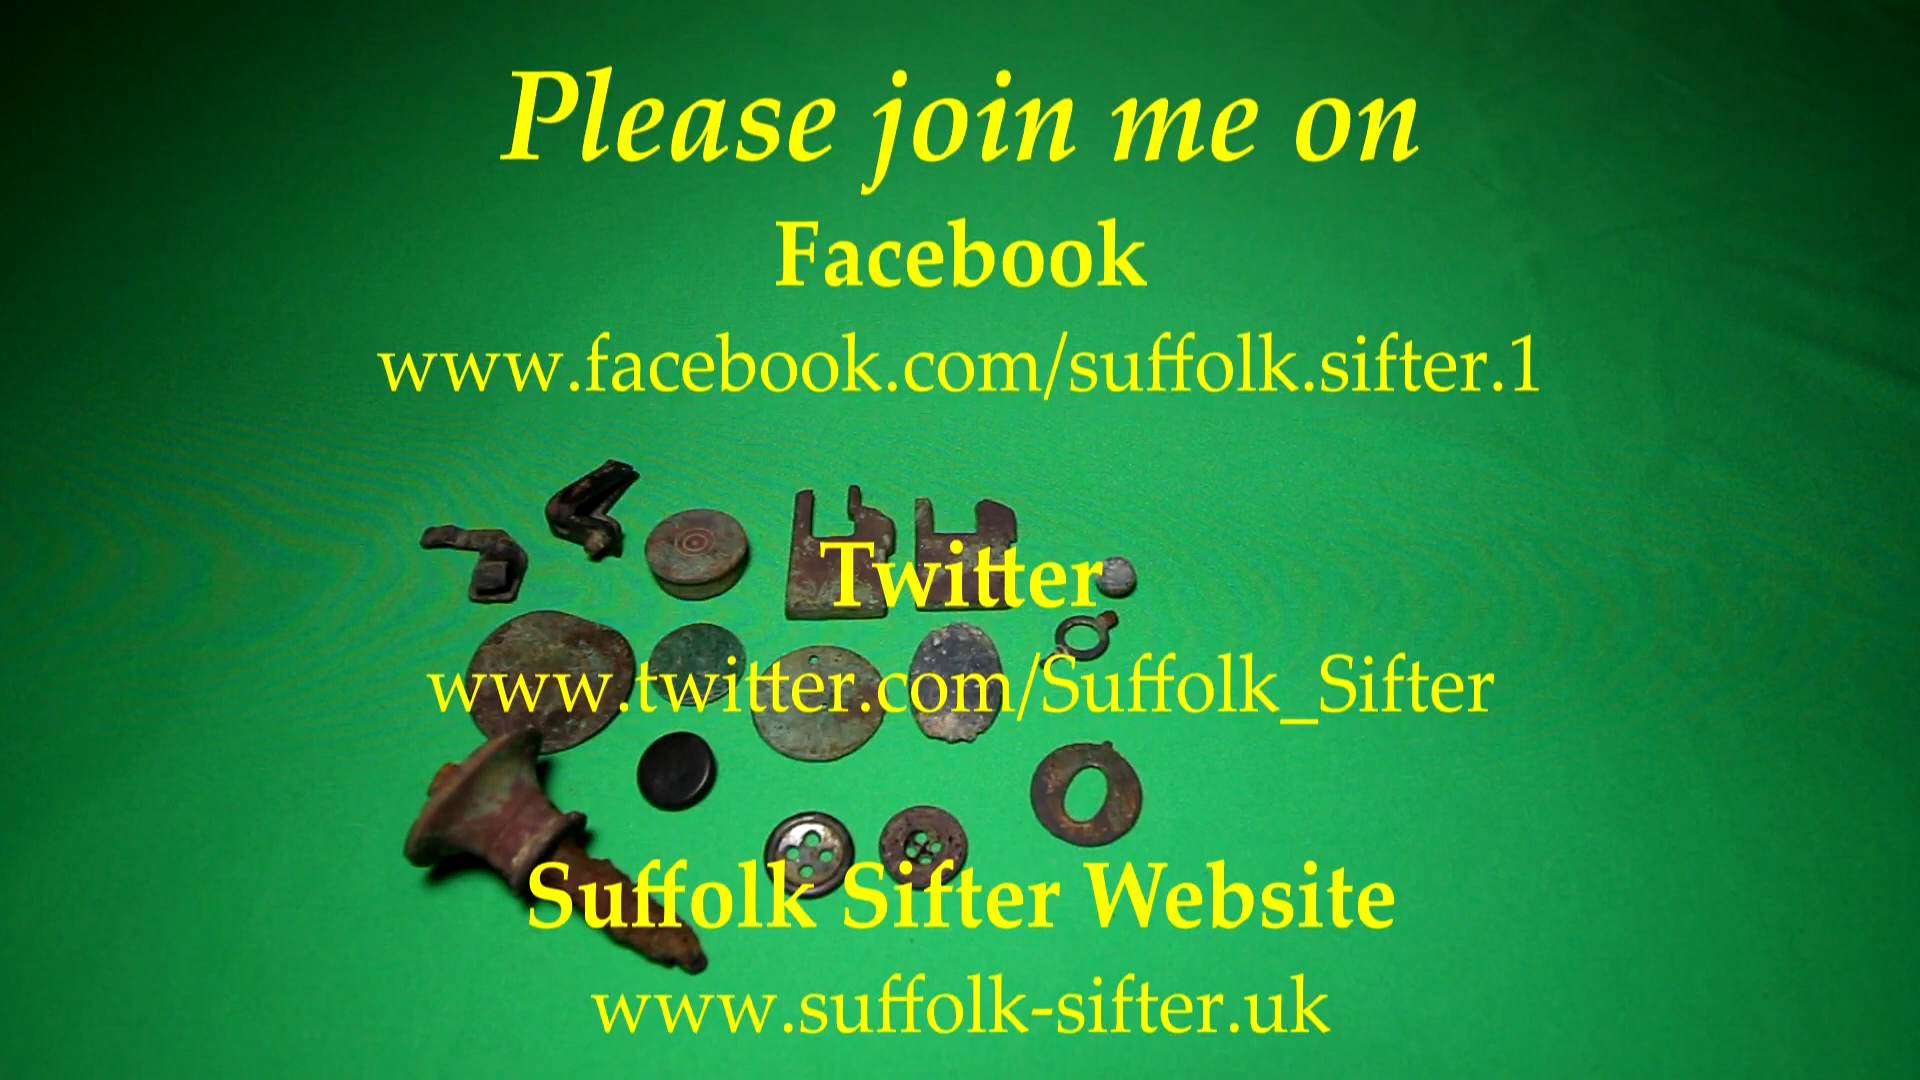 Please join me on
Facebook
www.facebook.com/suffolk.sifter.1
Twitter
www.twitter.com/Suffolk_Sifter
Suffolk Sifter Website
www.suffolk-sifter.uk